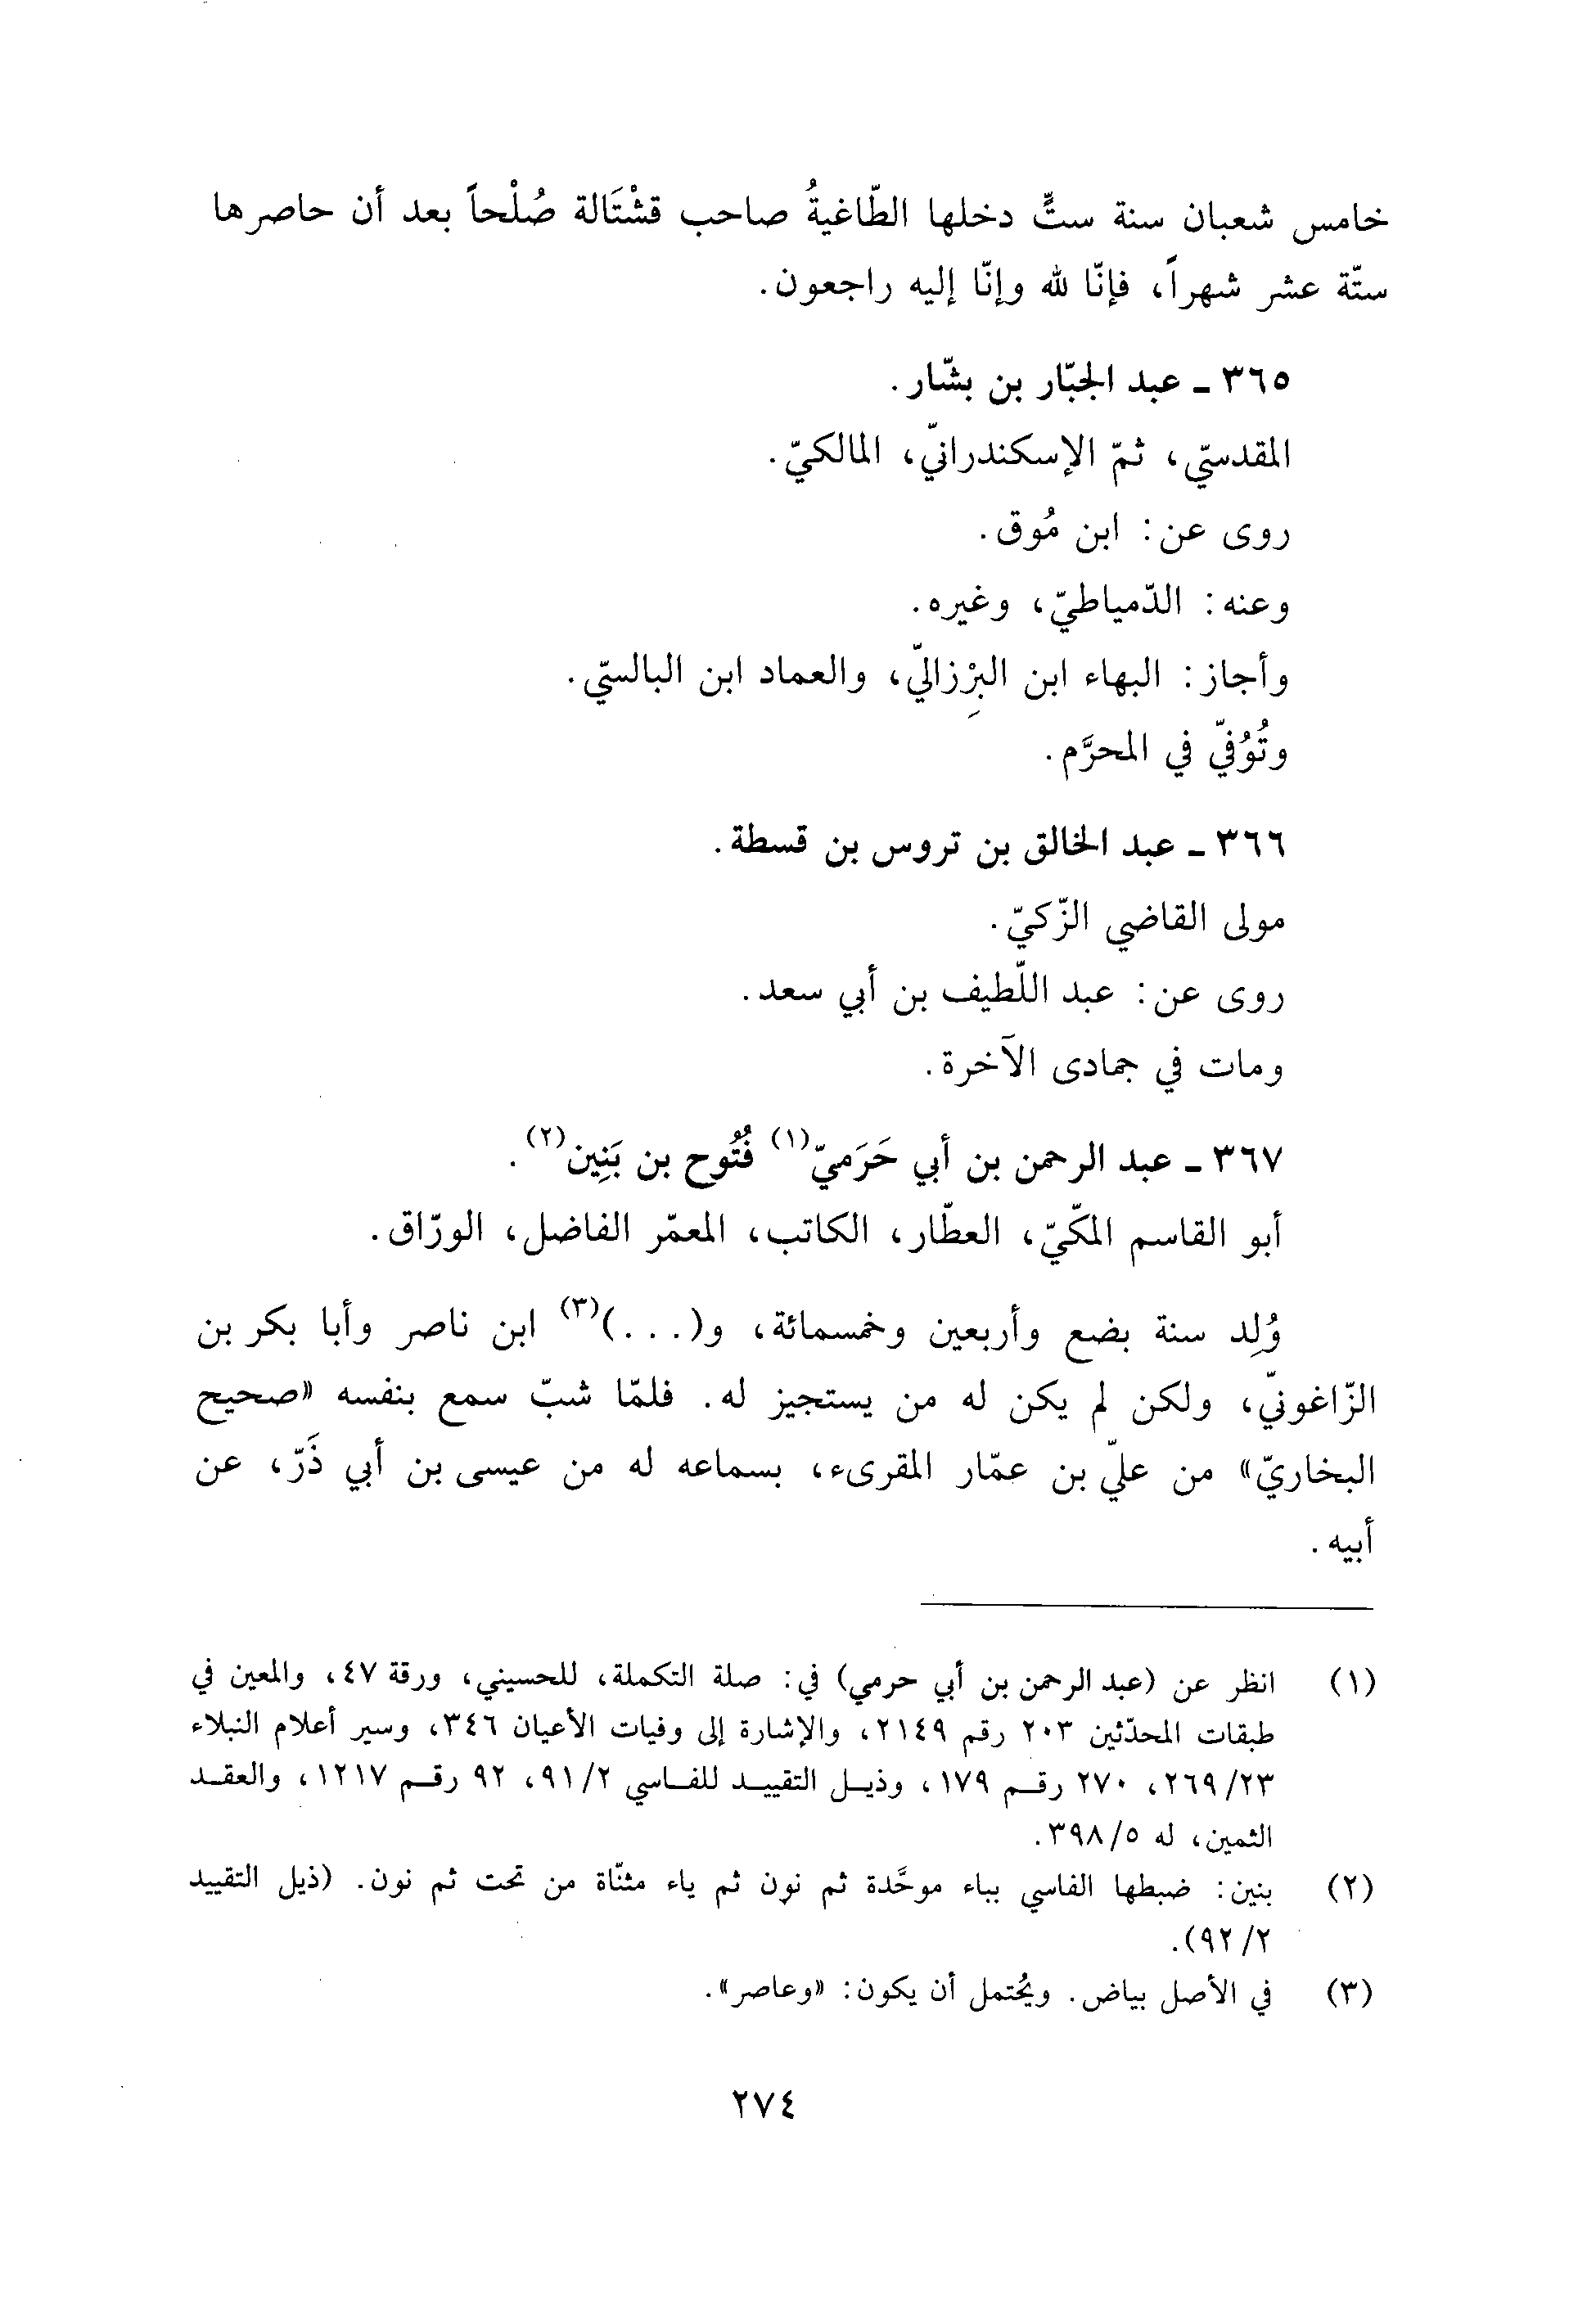 خامس شعبان سنة ستٍّ دخلها الطّاغيةُ صاحب قشْتَالة صُلْحاً بعد أن حاصرها
ستّة عشر شهراً، فإنّا لله وإنّا إليه راجعون.
٣٦٥ ـ عبد الجبّار بن بشّار.
المقدسيّ، ثمّ الإسكندرانيّ، المالكيّ.
روى عن: ابن مُوق.
وعنه: الدّمياطيّ، وغيره.
وأجاز: البهاء ابن البِرْزاليّ، والعماد ابن البالسيّ.
وتُوُفيّ في المحرَّم.
٣٦٦ ـ عبد الخالق بن تروس بن قسطة.
مولى القاضي الزّكيّ.
روى عن: عبد اللّطيف بن أبي سعد.
ومات في جمادى الآخرة.
٣٦٧ ـ عبد الرحمن بن أبي حَرَميّ(١) فُتُوح بن بَنِين(٢).
أبو القاسم المكّيّ، العطّار، الكاتب، المعمّر الفاضل، الورّاق.
وُلِد سنة بضع وأربعين وخمسمائة، و(...)(٣) ابن ناصر وأبا بكر بن
الزّاغونيّ، ولكن لم يكن له من يستجيز له. فلمّا شبّ سمع بنفسه «صحيح
البخاريّ» من عليّ بن عمّار المقرىء، بسماعه له من عيسى بن أبي ذَرّ، عن
أبيه.
(١) انظر عن (عبد الرحمن بن أبي حرمي) في: صلة التكملة، للحسيني، ورقة ٤٧، والمعين في
طبقات المحدّثين ٢٠٣ رقم ٢١٤٩، والإشارة إلى وفيات الأعيان ٣٤٦، وسير أعلام النبلاء
٢٣/ ٢٦٩، ٢٧٠ رقم ١٧٩، وذيل التقييد للفاسي ٢/ ٩١، ٩٢ رقم ١٢١٧، والعقد
الثمين، له ٥/ ٣٩٨.
(٢) بنين: ضبطها الفاسي بباء موحَّدة ثم نون ثم ياء مثنّاة من تحت ثم نون. (ذيل التقييد
٢/ ٩٢).
(٣) في الأصل بياض. ويُحتمل أن يكون: «وعاصر».
٢٧٤